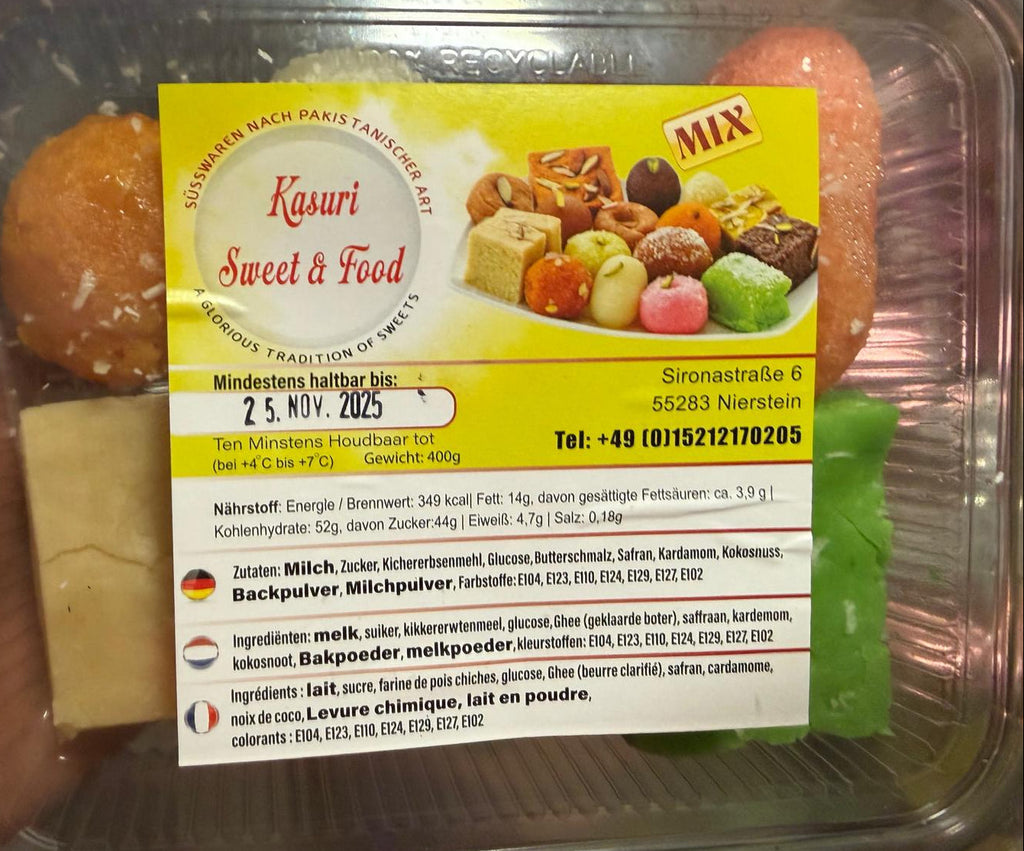 RECYCLABLE
SÜSSWAREN NACH PAKISTANISCHER ART
Kasuri
Sweet & Food
A GLORIOUS TRADITION OF SWEETS
MIX
Mindestens haltbar bis:
25. NOV. 2025
Ten Minstens Houdbaar tot
(bei +4°C bis +7°C) Gewicht: 400g
Sironastraße 6
55283 Nierstein
Tel: +49 (0)15212170205
Nährstoff: Energle / Brennwert: 349 kcal| Fett: 14g, davon gesättigte Fettsäuren: ca. 3,9 g |
Kohlenhydrate: 52g, davon Zucker:44g | Eiweiß: 4,7g | Salz: 0,18g
Zutaten: Milch, Zucker, Kichererbsenmehl, Glucose, Butterschmalz, Safran, Kardamom, Kokosnuss,
Backpulver, Milchpulver, Farbstoffe: E104, E123, E110, E124, E129, E127, E102
Ingrediënten: melk, suiker, kikkererwtenmeel, glucose, Ghee (geklaarde boter), saffraan, kardemom,
kokosnoot, Bakpoeder, melkpoeder, kleurstoffen: E104, E123, E110, E124, E129, E127, E102
Ingrédients : lait, sucre, farine de pois chiches, glucose, Ghee (beurre clarifié), safran, cardamome,
noix de coco, Levure chimique, lait en poudre,
colorants : E104, E123, E110, E124, E129, E127, E102